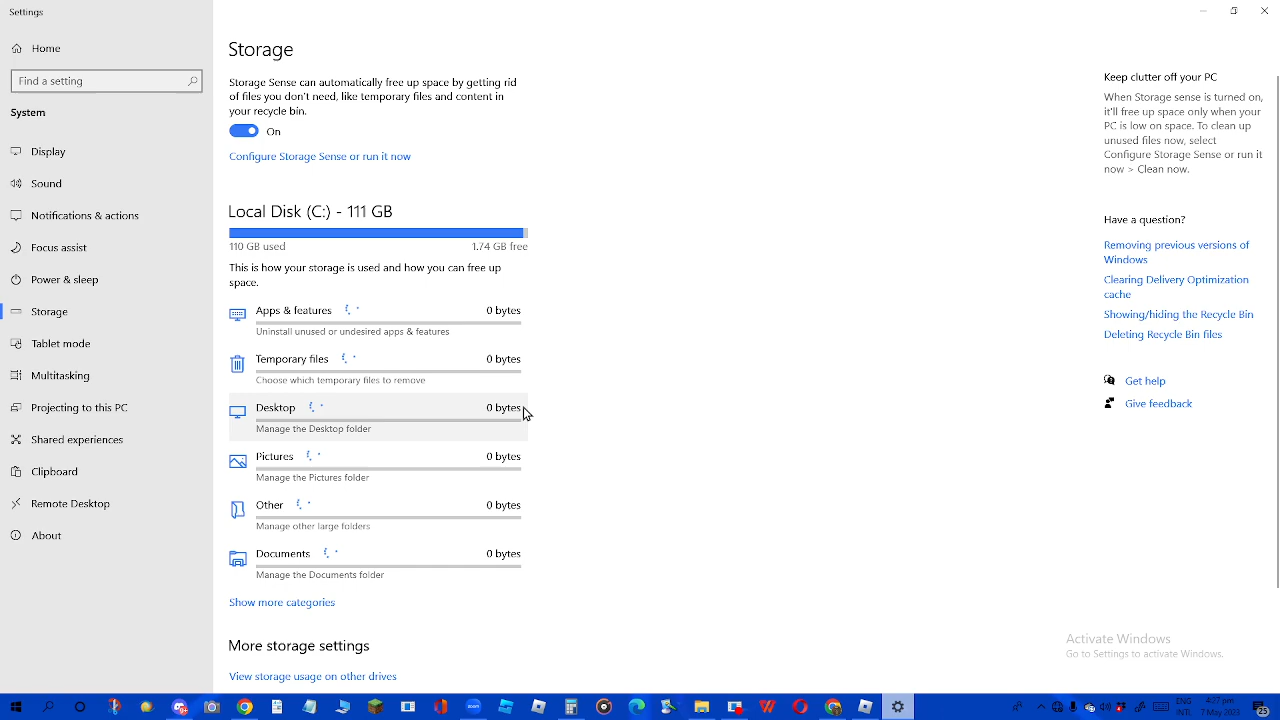 Settings
Home
Find a setting
System
Display
Sound
Notifications & actions
Focus assist
Power & sleep
Storage
Tablet mode
Multitasking
Projecting to this PC
Shared experiences
Clipboard
Remote Desktop
About
Storage
Storage Sense can automatically free up space by getting rid
of files you don't need, like temporary files and content in
your recycle bin.
On
Configure Storage Sense or run it now
Local Disk (C:) - 111 GB
110 GB used 1.74 GB free
This is how your storage is used and how you can free up
space.
Apps & features 0 bytes
Uninstall unused or undesired apps & features
Temporary files 0 bytes
Choose which temporary files to remove
Desktop 0 bytes
Manage the Desktop folder
Pictures 0 bytes
Manage the Pictures folder
Other 0 bytes
Manage other large folders
Documents 0 bytes
Manage the Documents folder
Show more categories
More storage settings
View storage usage on other drives
Keep clutter off your PC
When Storage sense is turned on,
it'll free up space only when your
PC is low on space. To clean up
unused files now, select
Configure Storage Sense or run it
now > Clean now.
Have a question?
Removing previous versions of
Windows
Clearing Delivery Optimization
cache
Showing/hiding the Recycle Bin
Deleting Recycle Bin files
Get help
Give feedback
Activate Windows
Go to Settings to activate Windows.
zoom
ENG
INTL
4:27 pm
7 May 2023
25